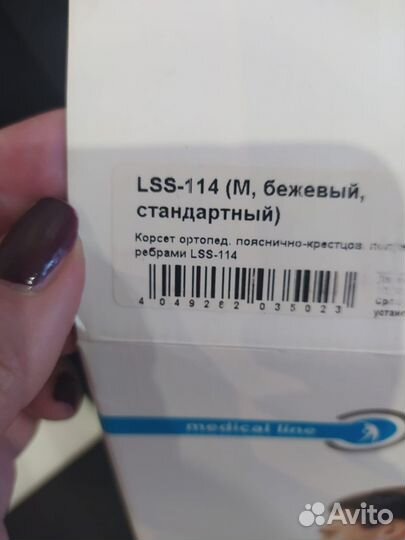 LSS-114 (М, бежевый,
стандартный)
Корсет ортопед. пояснично-крестцов.
ребрами LSS-114
4 049262 035023
medical line
Avito